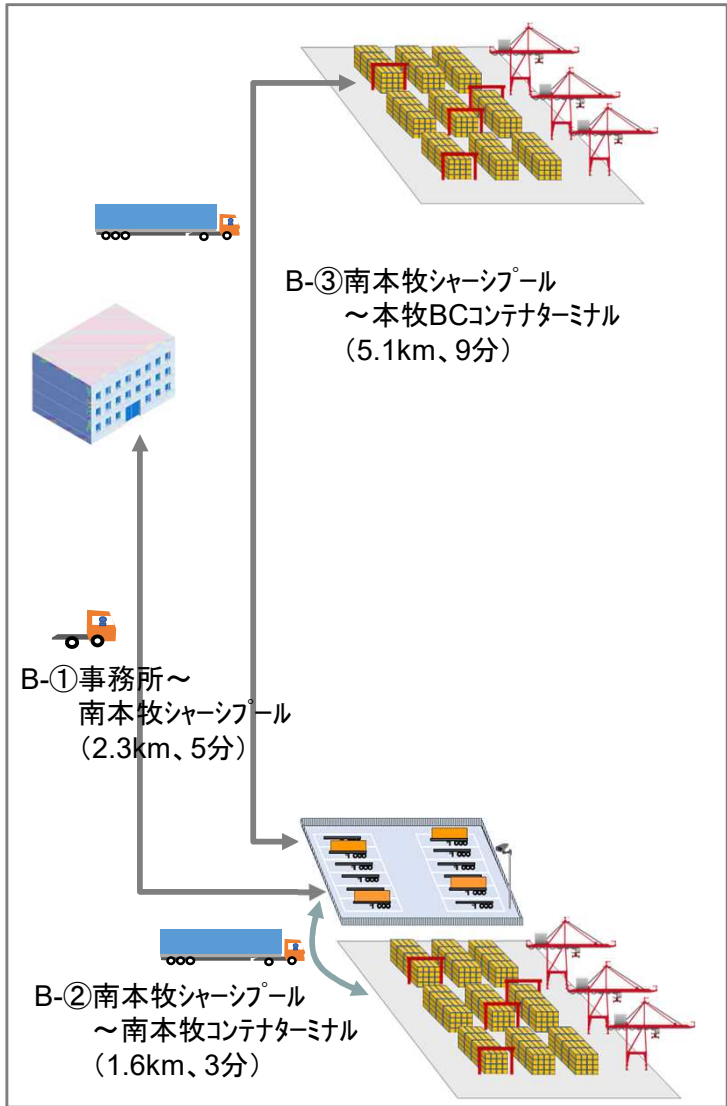 B-③南本牧シャーシプール
～本牧BCコンテナターミナル
(5.1km、9分)
B-①事務所～
南本牧シャーシプール
(2.3km、5分)
B-②南本牧シャーシプール
～南本牧コンテナターミナル
(1.6km、3分)